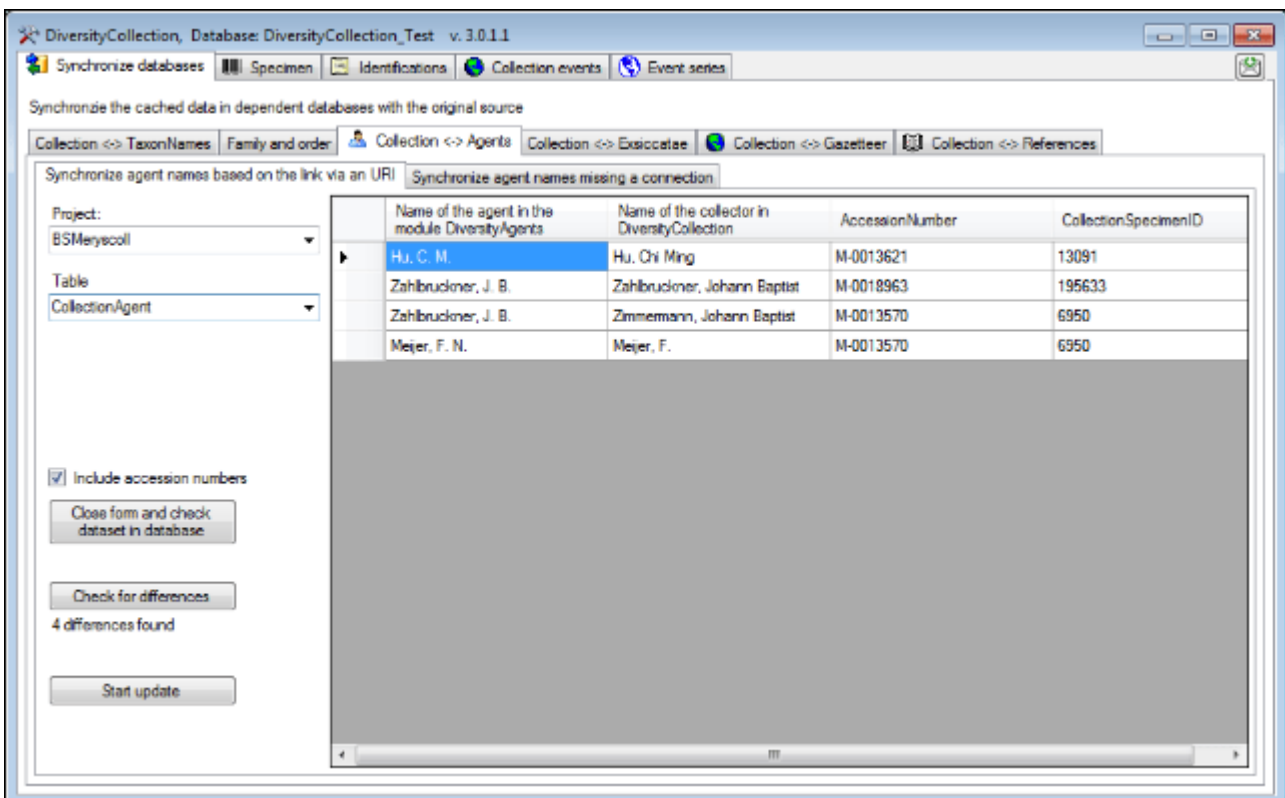 DiversityCollection, Database: DiversityCollection_Test v. 3.0.1.1
Synchronize databases Specimen Identifications Collection events Event series
Synchronzie the cached data in dependent databases with the original source
Collection <-> TaxonNames Family and order Collection <-> Agents Collection <-> Exsiccatae Collection <-> Gazetteer Collection <-> References
Synchronize agent names based on the link via an URI Synchronize agent names missing a connection
Project:
BSMeryscoll
Table
CollectionAgent
Include accession numbers
Close form and check
dataset in database
Check for differences
4 differences found
Start update
Name of the agent in the
module DiversityAgents
Name of the collector in
DiversityCollection
AccessionNumber
CollectionSpecimenID
Hu, C. M. Hu, Chi Ming M-0013621 13091
Zahlbruckner, J. B. Zahlbruckner, Johann Baptist M-0018963 195633
Zahlbruckner, J. B. Zimmermann, Johann Baptist M-0013570 6950
Meijer, F. N. Meijer, F. M-0013570 6950